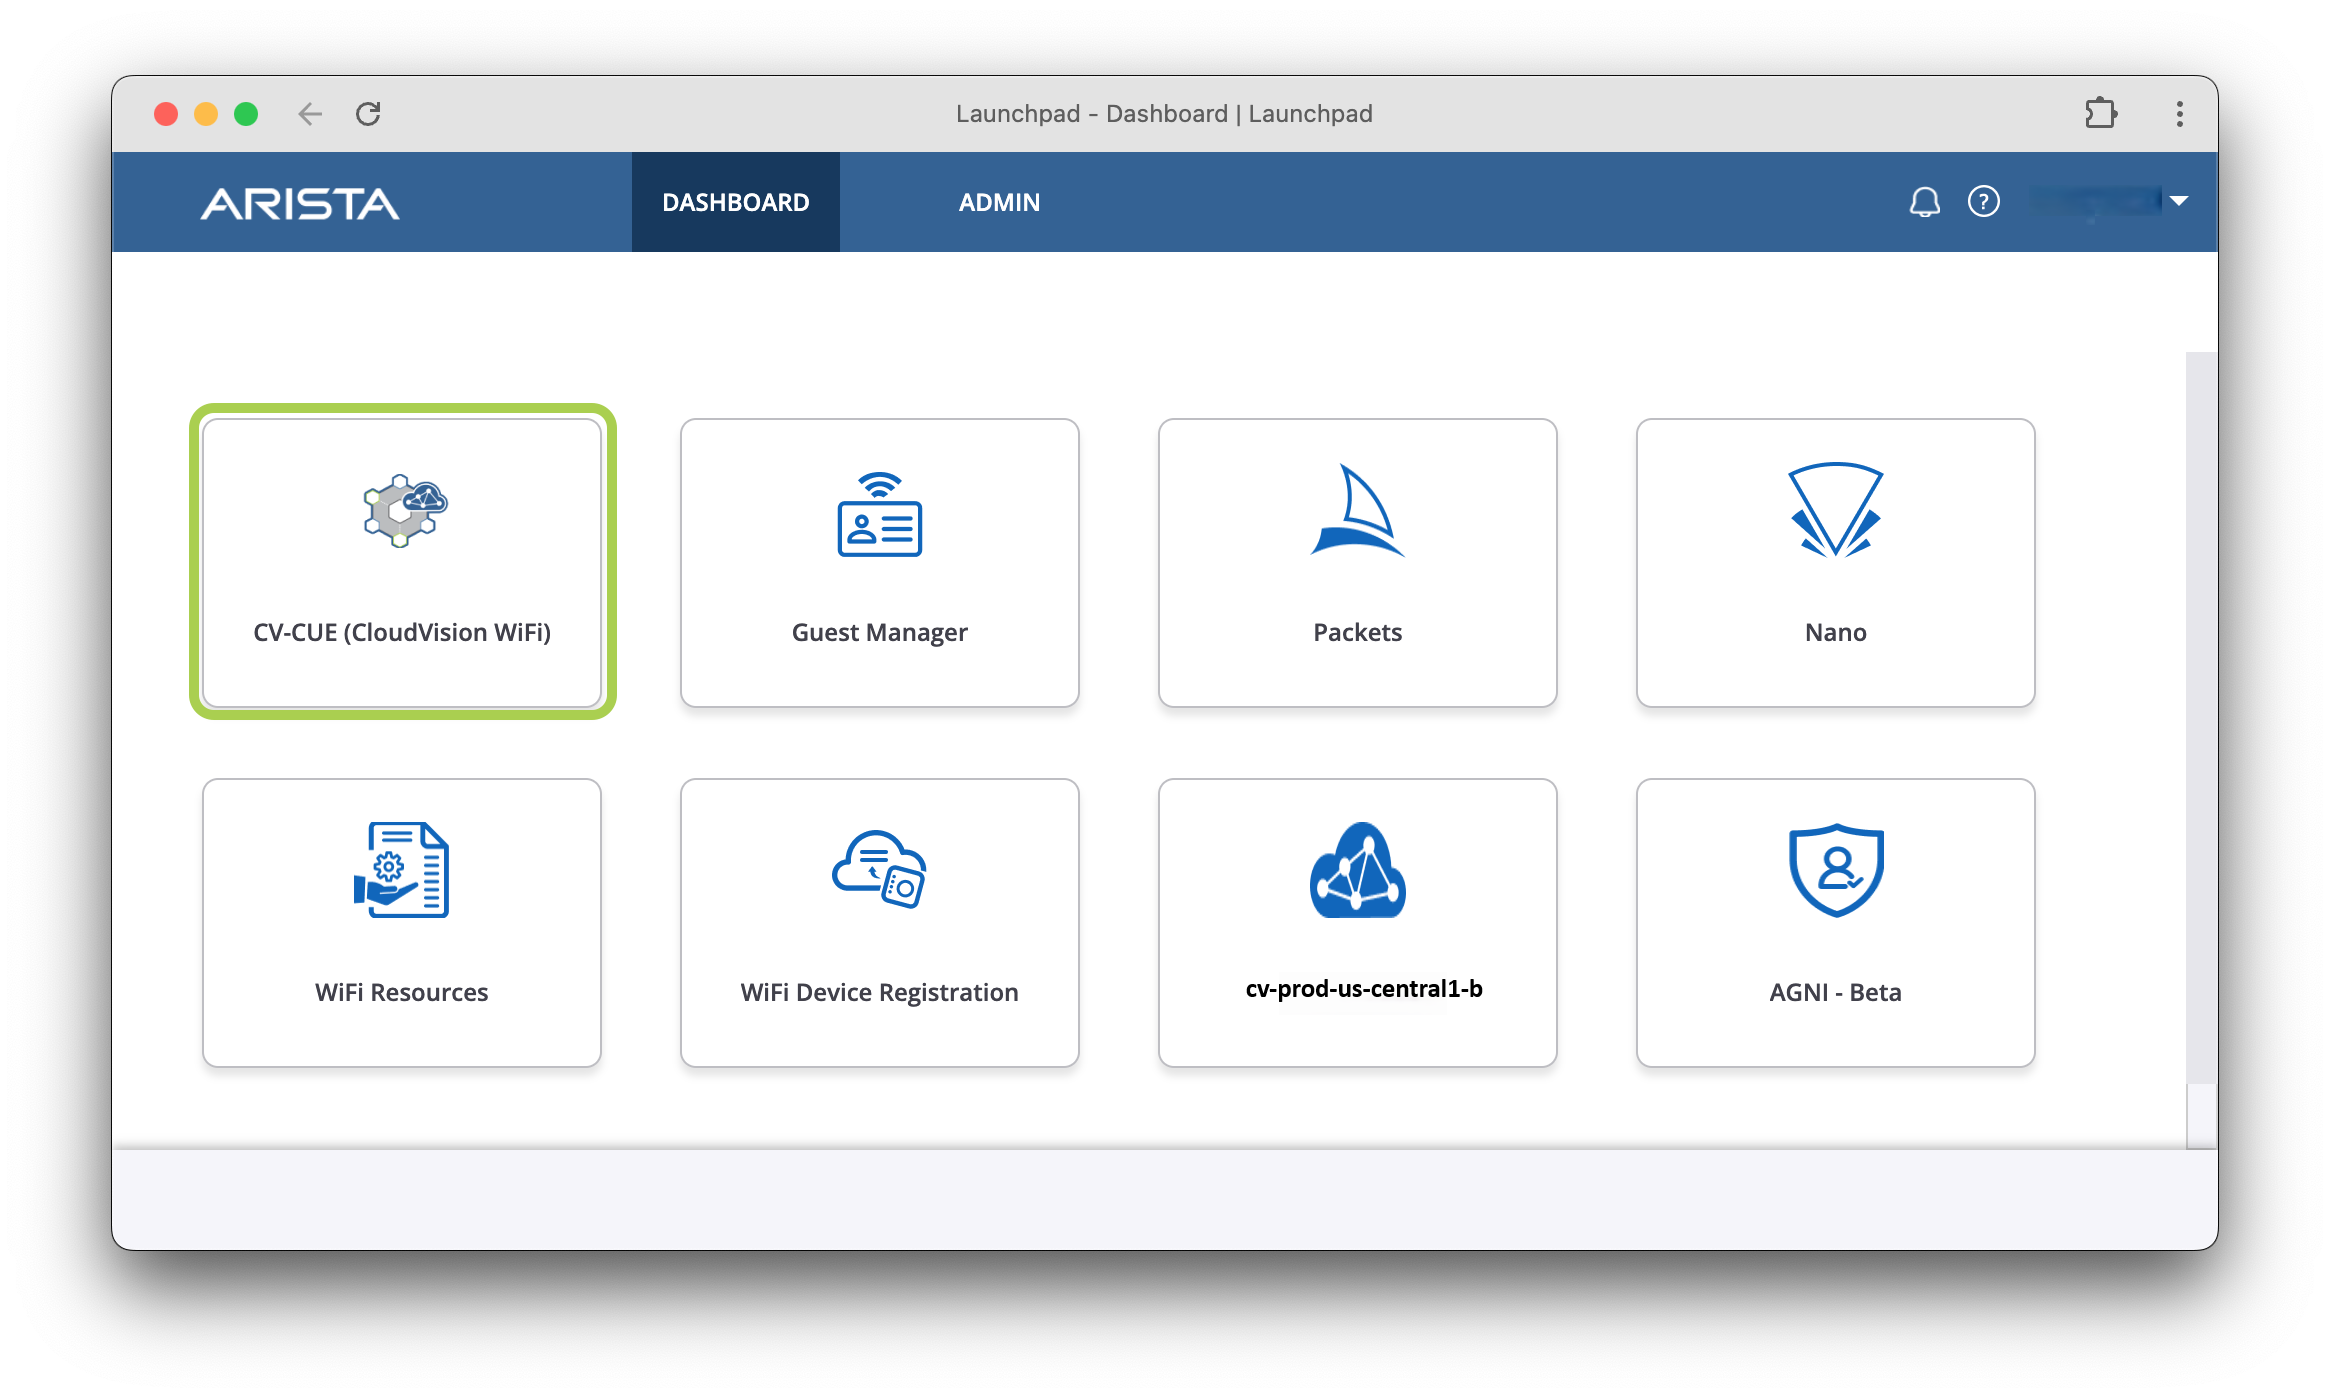 Launchpad - Dashboard | Launchpad
ARISTA
DASHBOARD
ADMIN
?
CV-CUE (CloudVision WiFi)
Guest Manager
Packets
Nano
WiFi Resources
WiFi Device Registration
cv-prod-us-central1-b
AGNI - Beta